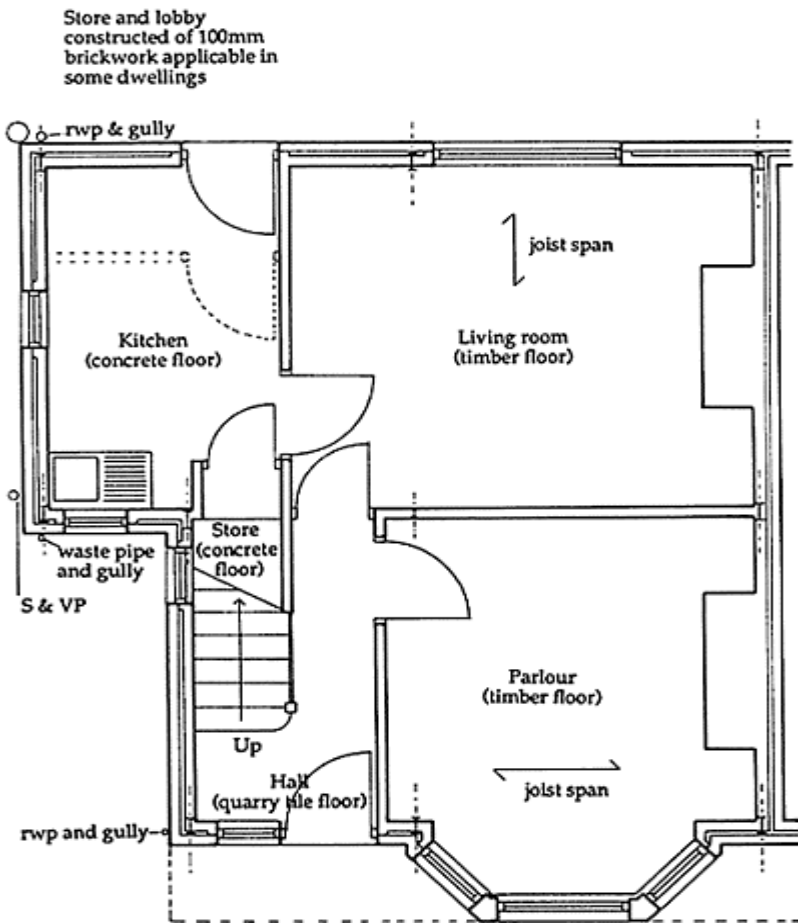 Store and lobby
constructed of 100mm
brickwork applicable in
some dwellings
rwp & gully
joist span
Kitchen
(concrete floor)
Living room
(timber floor)
Store
(concrete
floor)
waste pipe
and gully
S & VP
Parlour
(timber floor)
Up
Hall
(quarry tile floor)
joist span
rwp and gully